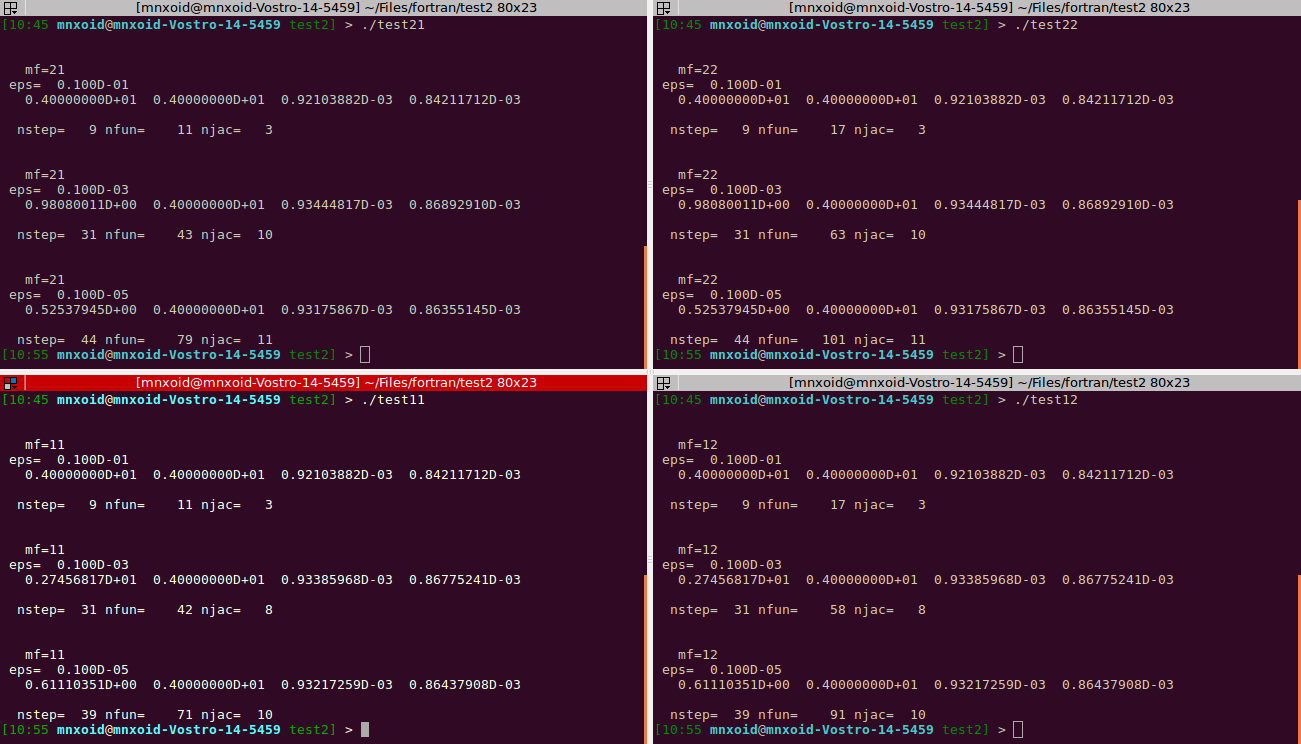 [mnxoid@mnxoid-Vostro-14-5459] ~/Files/fortran/test2 80x23
[10:45 mnxoid@mnxoid-Vostro-14-5459 test2] > ./test21
mf=21
eps=  0.100D-01
0.40000000D+01  0.40000000D+01  0.92103882D-03  0.84211712D-03
nstep=   9 nfun=    11 njac=   3
mf=21
eps=  0.100D-03
0.98080011D+00  0.40000000D+01  0.93444817D-03  0.86892910D-03
nstep=  31 nfun=    43 njac=  10
mf=21
eps=  0.100D-05
0.52537945D+00  0.40000000D+01  0.93175867D-03  0.86355145D-03
nstep=  44 nfun=    79 njac=  11
[10:55 mnxoid@mnxoid-Vostro-14-5459 test2] >
[mnxoid@mnxoid-Vostro-14-5459] ~/Files/fortran/test2 80x23
[10:45 mnxoid@mnxoid-Vostro-14-5459 test2] > ./test22
mf=22
eps=  0.100D-01
0.40000000D+01  0.40000000D+01  0.92103882D-03  0.84211712D-03
nstep=   9 nfun=    17 njac=   3
mf=22
eps=  0.100D-03
0.98080011D+00  0.40000000D+01  0.93444817D-03  0.86892910D-03
nstep=  31 nfun=    63 njac=  10
mf=22
eps=  0.100D-05
0.52537945D+00  0.40000000D+01  0.93175867D-03  0.86355145D-03
nstep=  44 nfun=   101 njac=  11
[10:55 mnxoid@mnxoid-Vostro-14-5459 test2] >
[mnxoid@mnxoid-Vostro-14-5459] ~/Files/fortran/test2 80x23
[10:45 mnxoid@mnxoid-Vostro-14-5459 test2] > ./test11
mf=11
eps=  0.100D-01
0.40000000D+01  0.40000000D+01  0.92103882D-03  0.84211712D-03
nstep=   9 nfun=    11 njac=   3
mf=11
eps=  0.100D-03
0.27456817D+01  0.40000000D+01  0.93385968D-03  0.86775241D-03
nstep=  31 nfun=    42 njac=   8
mf=11
eps=  0.100D-05
0.61110351D+00  0.40000000D+01  0.93217259D-03  0.86437908D-03
nstep=  39 nfun=    71 njac=  10
[10:55 mnxoid@mnxoid-Vostro-14-5459 test2] >
[mnxoid@mnxoid-Vostro-14-5459] ~/Files/fortran/test2 80x23
[10:45 mnxoid@mnxoid-Vostro-14-5459 test2] > ./test12
mf=12
eps=  0.100D-01
0.40000000D+01  0.40000000D+01  0.92103882D-03  0.84211712D-03
nstep=   9 nfun=    17 njac=   3
mf=12
eps=  0.100D-03
0.27456817D+01  0.40000000D+01  0.93385968D-03  0.86775241D-03
nstep=  31 nfun=    58 njac=   8
mf=12
eps=  0.100D-05
0.61110351D+00  0.40000000D+01  0.93217259D-03  0.86437908D-03
nstep=  39 nfun=    91 njac=  10
[10:55 mnxoid@mnxoid-Vostro-14-5459 test2] >